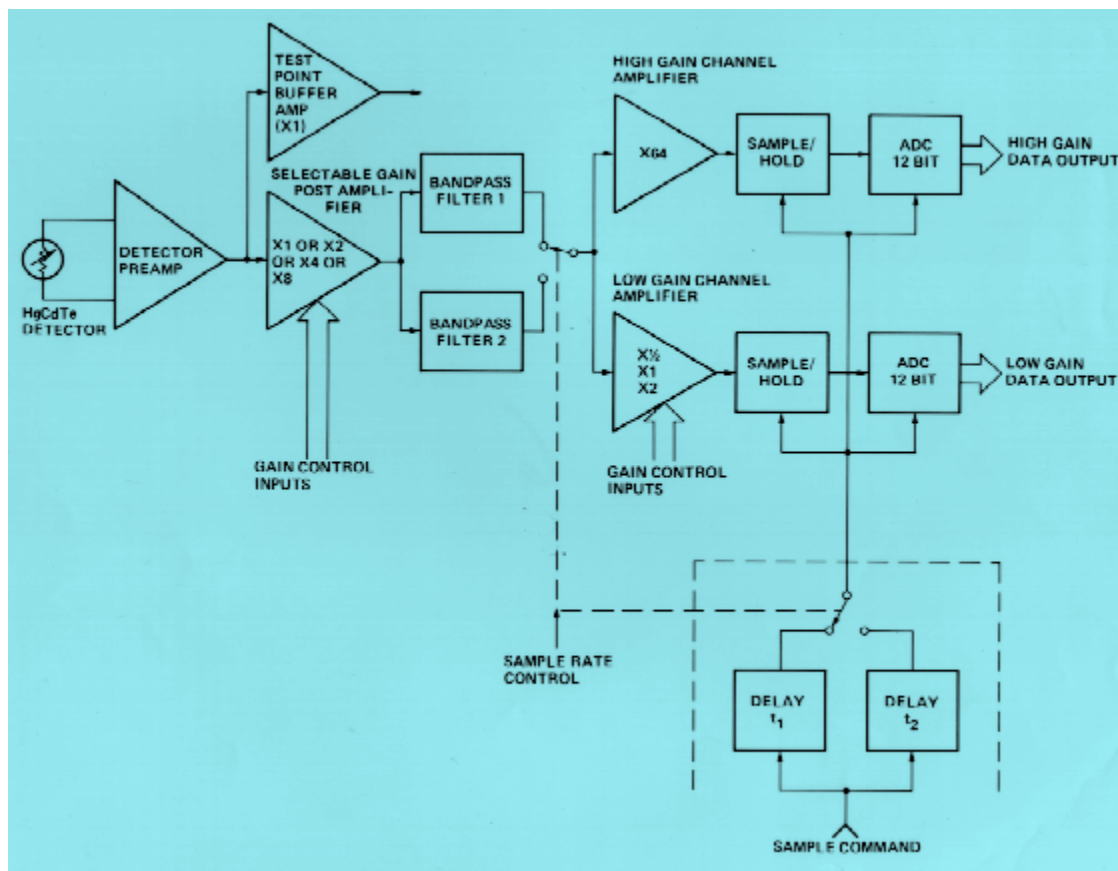 TEST
POINT
BUFFER
AMP
(X1)
HIGH GAIN CHANNEL
AMPLIFIER
X64
SAMPLE/
HOLD
ADC
12 BIT
HIGH GAIN
DATA OUTPUT
SELECTABLE GAIN
POST AMPLI-
FIER
BANDPASS
FILTER 1
DETECTOR
PREAMP
X1 OR X2
OR X4 OR
X8
HgCdTe
DETECTOR
BANDPASS
FILTER 2
LOW GAIN CHANNEL
AMPLIFIER
X½
X1
X2
SAMPLE/
HOLD
ADC
12 BIT
LOW GAIN
DATA OUTPUT
GAIN CONTROL
INPUTS
GAIN CONTROL
INPUTS
SAMPLE RATE
CONTROL
DELAY
t1
DELAY
t2
SAMPLE COMMAND